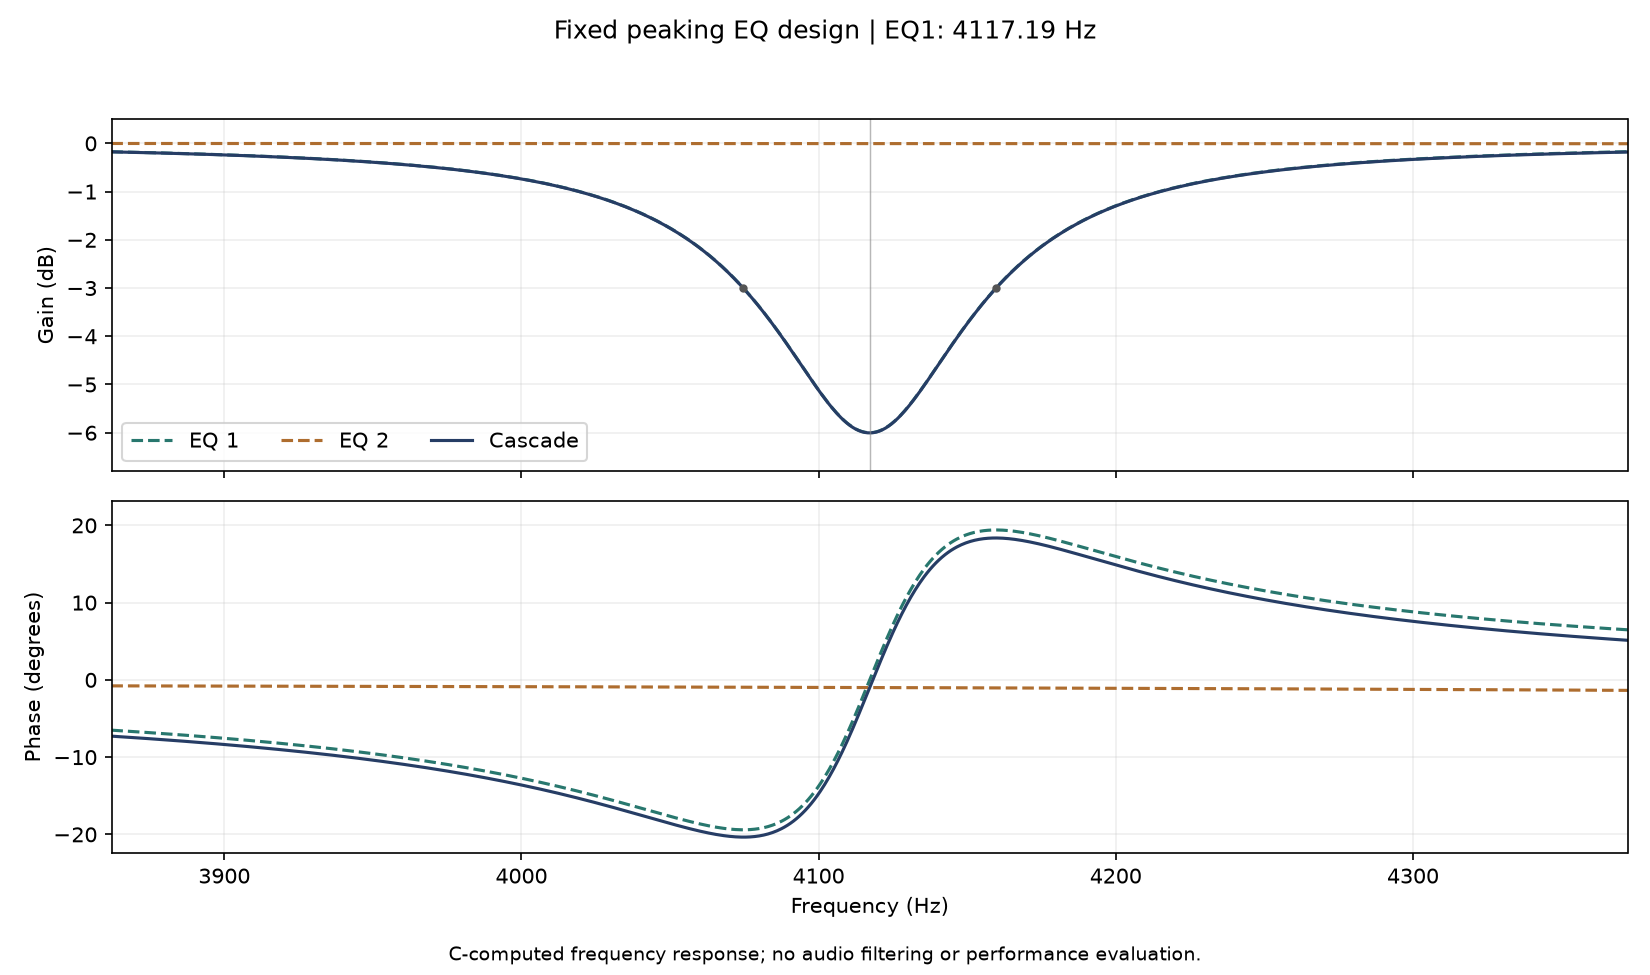 Fixed peaking EQ design | EQ1: 4117.19 Hz
Gain (dB)
0
−1
−2
−3
−4
−5
−6
EQ 1 EQ 2 Cascade
Phase (degrees)
20
10
0
−10
−20
3900 4000 4100 4200 4300
Frequency (Hz)
C-computed frequency response; no audio filtering or performance evaluation.